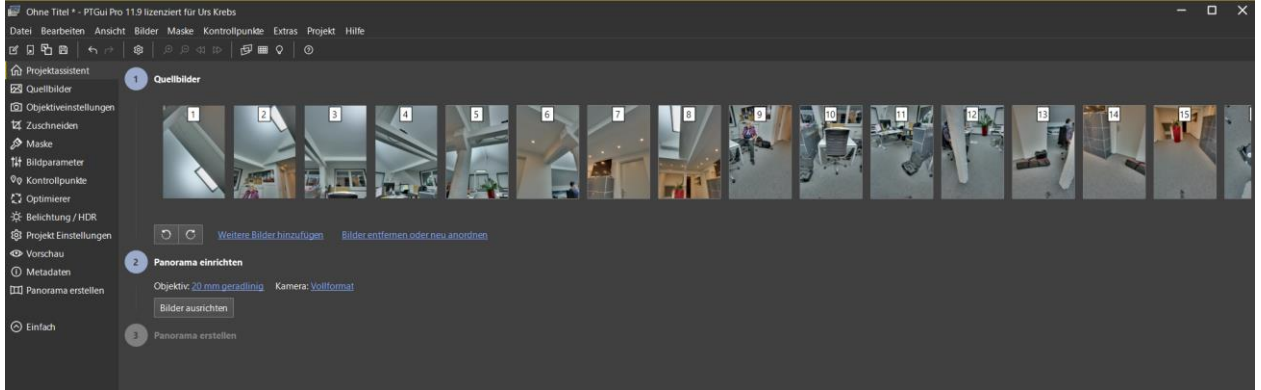 Ohne Titel * - PTGui Pro 11.9 lizenziert für Urs Krebs
Datei Bearbeiten Ansicht Bilder Maske Kontrollpunkte Extras Projekt Hilfe
Projektassistent
Quellbilder
Objektiveinstellungen
Zuschneiden
Maske
Bildparameter
Kontrollpunkte
Optimierer
Belichtung / HDR
Projekt Einstellungen
Vorschau
Metadaten
Panorama erstellen
Einfach
1 Quellbilder
1 2 3 4 5 6 7 8 9 10 11 12 13 14 15
Weitere Bilder hinzufügen Bilder entfernen oder neu anordnen
2 Panorama einrichten
Objektiv: 20 mm geradlinig Kamera: Vollformat
Bilder ausrichten
3 Panorama erstellen